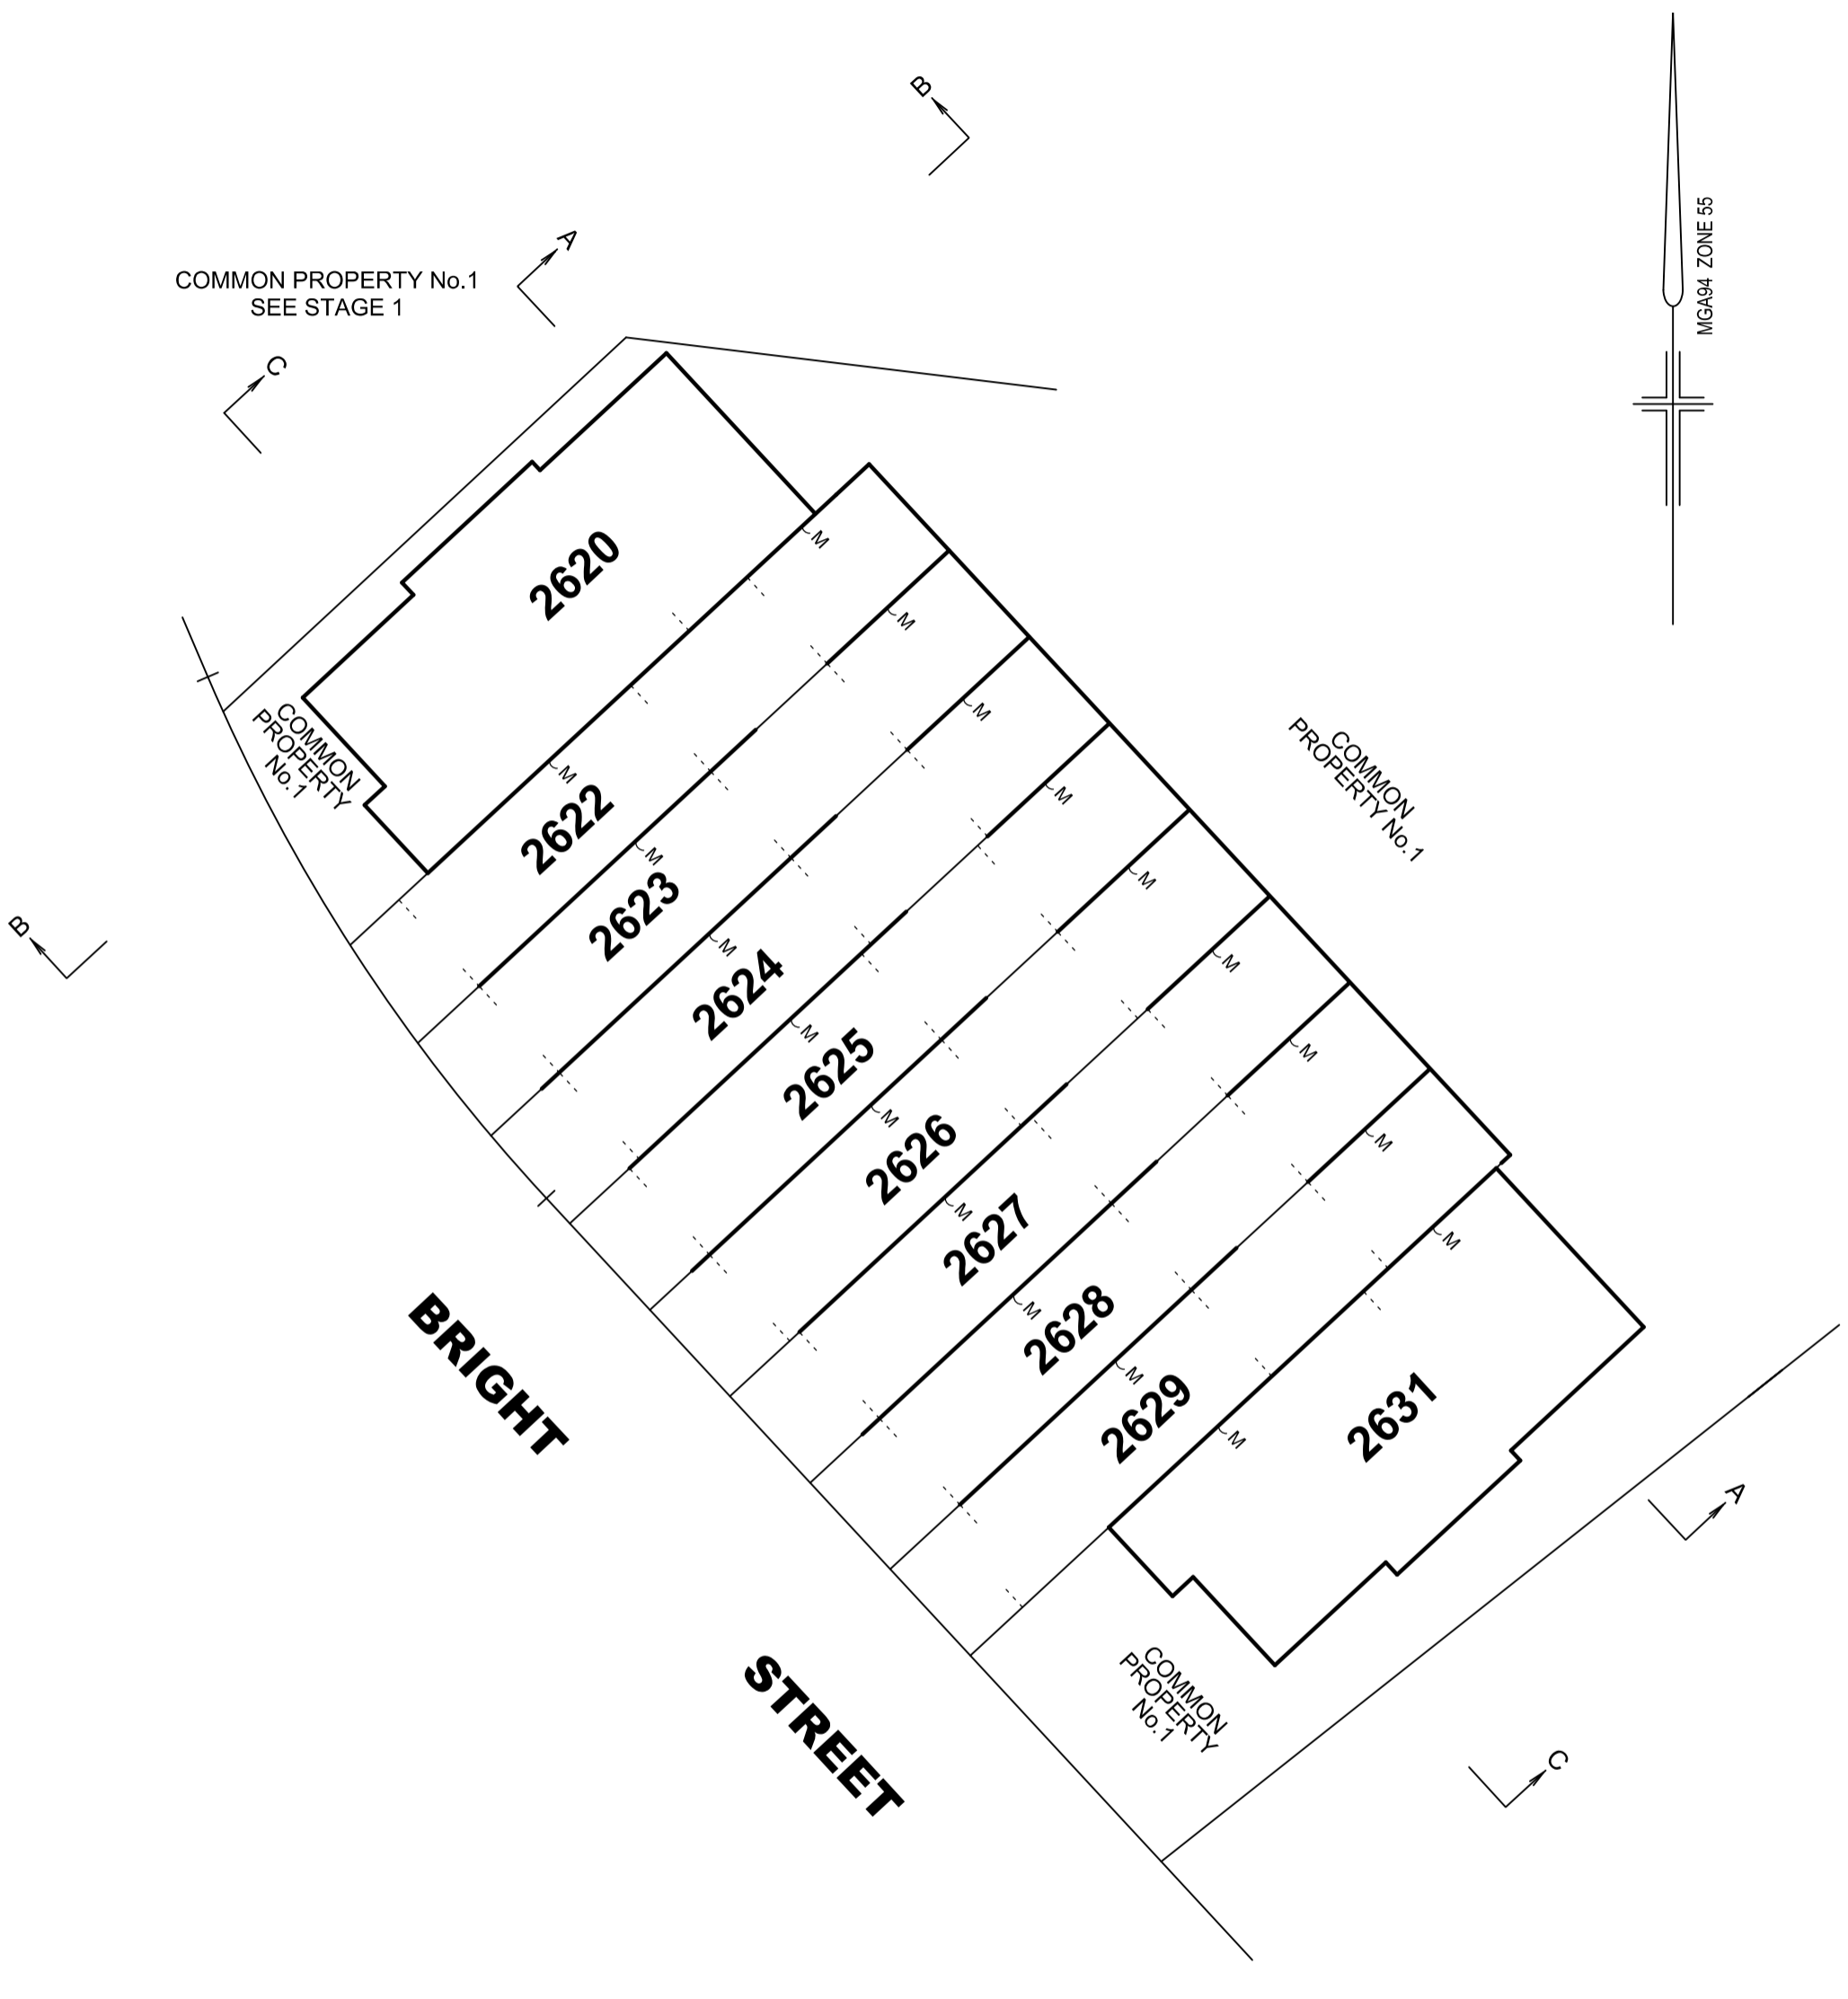 B
A
COMMON PROPERTY No.1
SEE STAGE 1
C
MGA94 ZONE 55
M
2620
M
M
M
COMMON
PROPERTY
No.1
M
2622
COMMON
PROPERTY No.1
M
M
2623
M
B
M
2624
M
M
2625
M
M
2626
M
M
2627
M
M
BRIGHT
2628
M
M
2629
M
2631
A
STREET
COMMON
PROPERTY
No.1
C